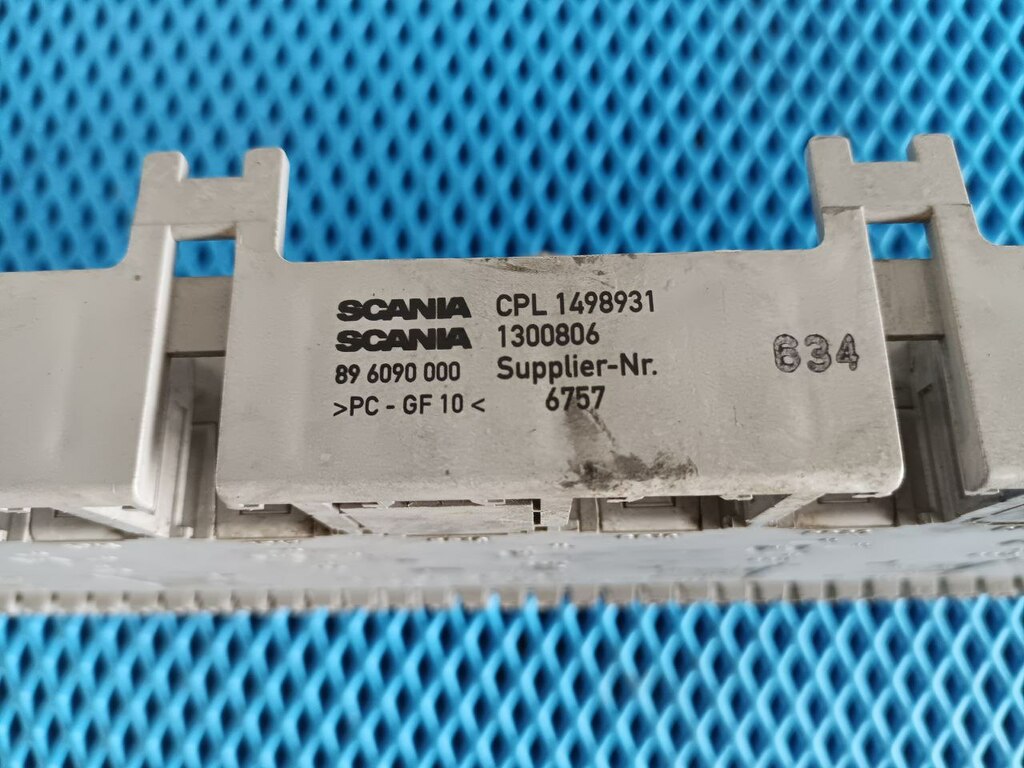 SCANIA CPL 1498931
SCANIA 1300806
89 6090 000 Supplier-Nr.
>PC - GF 10 < 6757
634